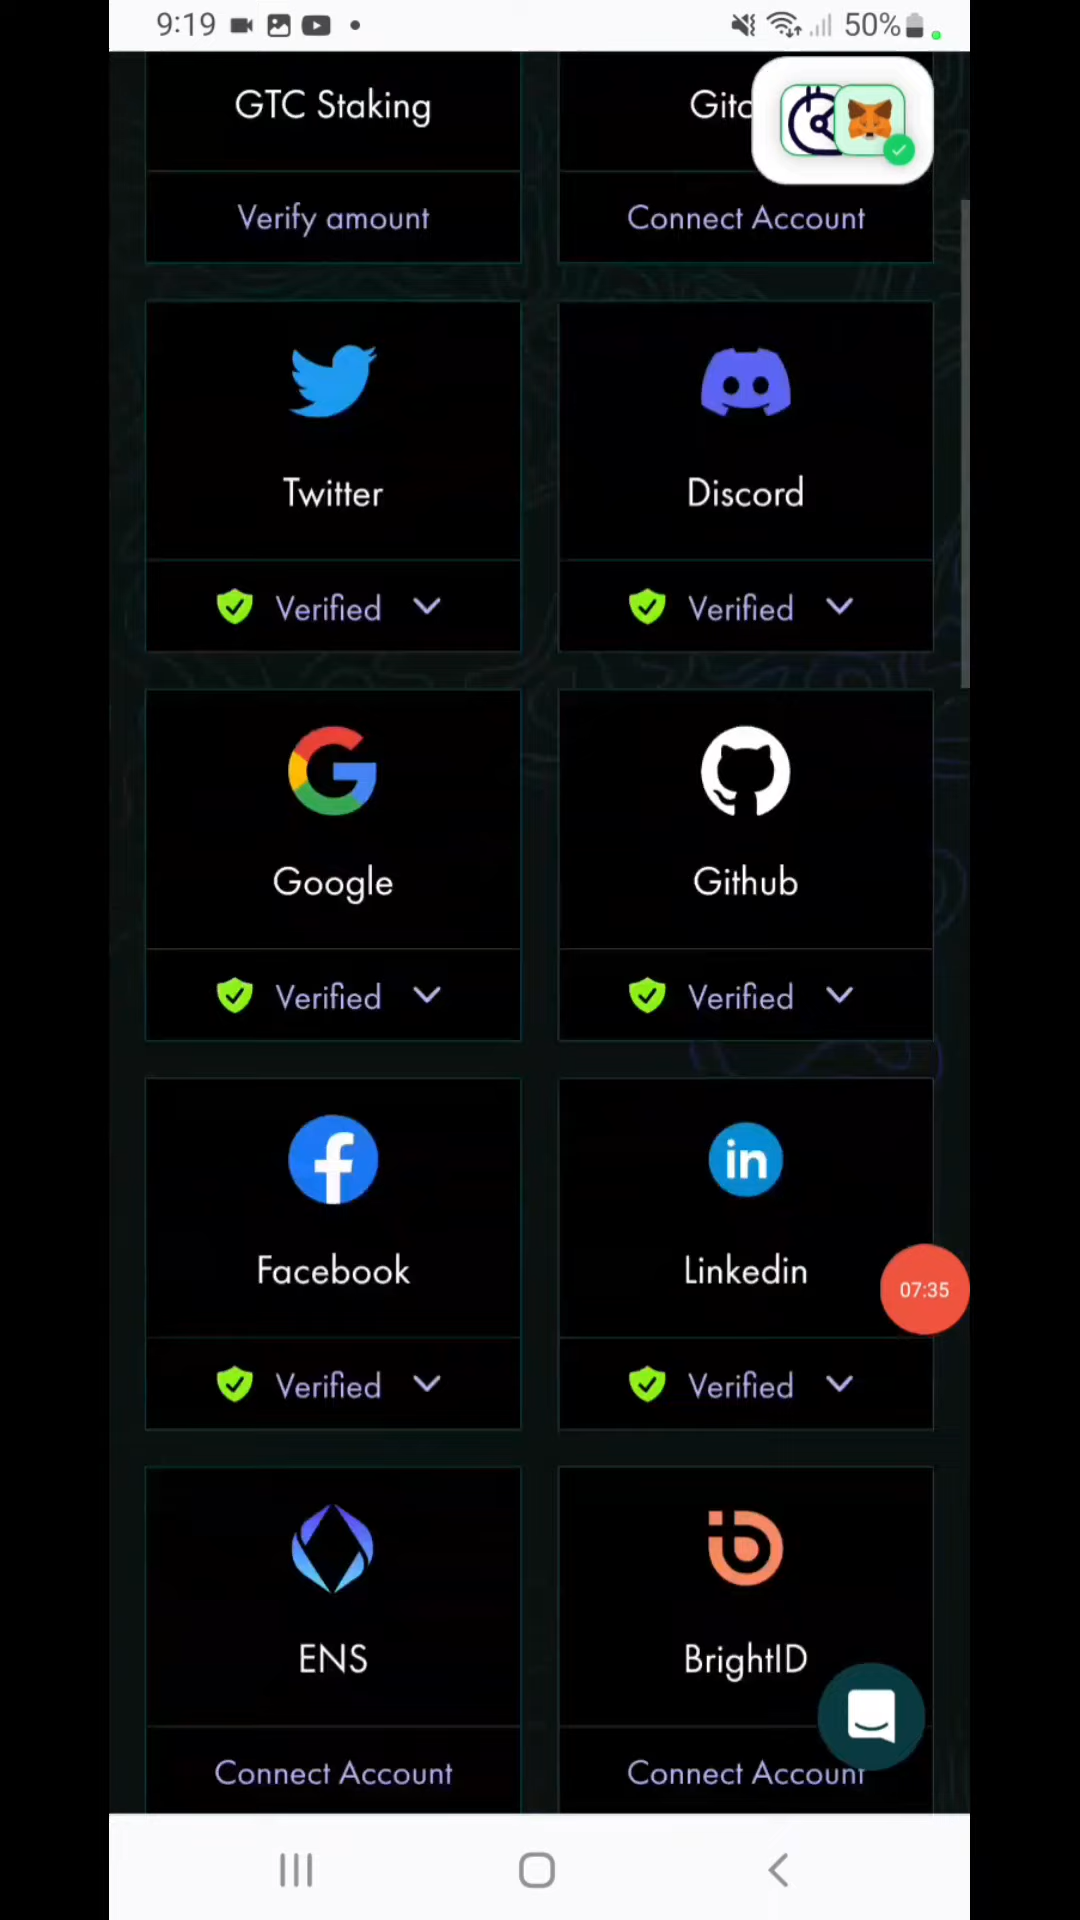 9:19 50%
GTC Staking
Verify amount
Connect Account
Twitter Discord
Verified Verified
Google Github
Verified Verified
Facebook Linkedin
07:35
Verified Verified
ENS BrightID
Connect Account Connect Account